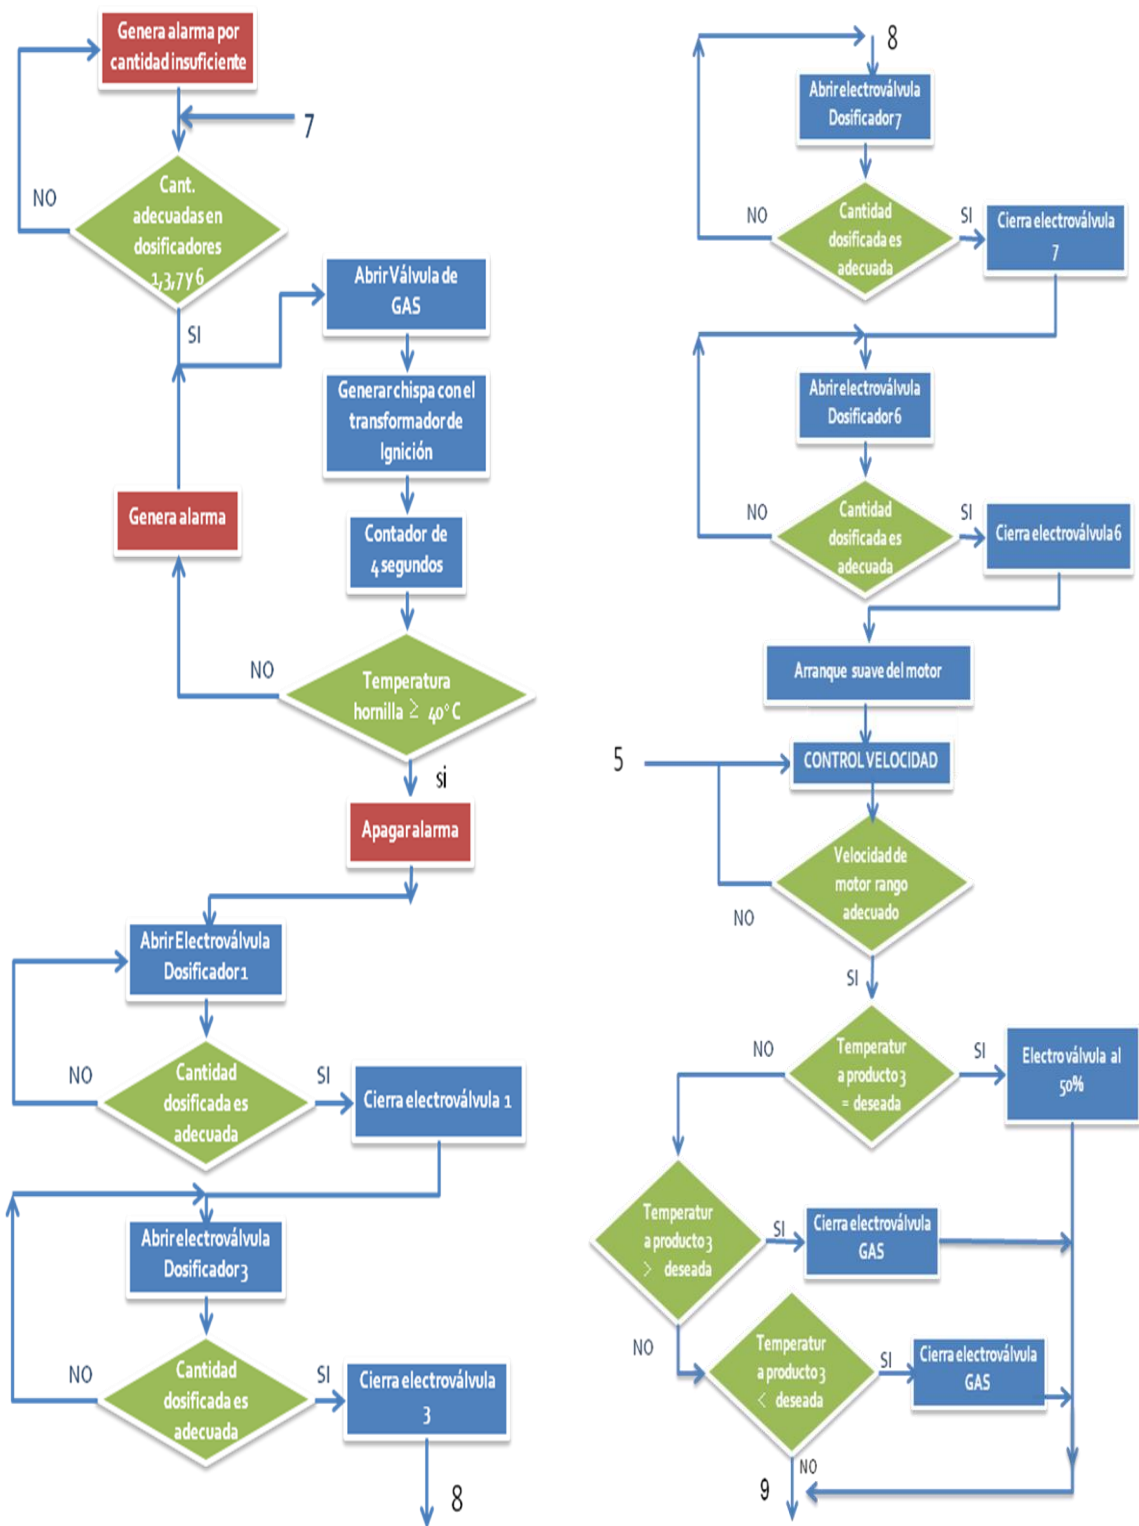 Genera alarma por
cantidad insuficiente
7
Cant.
adecuadas en
dosificadores
1,3,7 y 6
NO
SI
Abrir Válvula de
GAS
Generar chispa con el
transformador de
Ignición
Genera alarma
Contador de
4 segundos
NO
Temperatura
hornilla ≥ 40°C
si
Apagar alarma
Abrir Electroválvula
Dosificador 1
NO
Cantidad
dosificada es
adecuada
SI
Cierra electroválvula 1
Abrir electroválvula
Dosificador 3
NO
Cantidad
dosificada es
adecuada
SI
Cierra electroválvula
3
8
8
Abrir electroválvula
Dosificador 7
NO
Cantidad
dosificada es
adecuada
SI
Cierra electroválvula
7
Abrir electroválvula
Dosificador 6
NO
Cantidad
dosificada es
adecuada
SI
Cierra electroválvula 6
Arranque suave del motor
5
CONTROL VELOCIDAD
Velocidad de
motor rango
adecuado
NO
SI
NO
Temperatur
a producto 3
= deseada
SI
Electroválvula al
50%
Temperatur
a producto 3
> deseada
SI
Cierra electroválvula
GAS
NO
Temperatur
a producto 3
< deseada
SI
Cierra electroválvula
GAS
NO
9